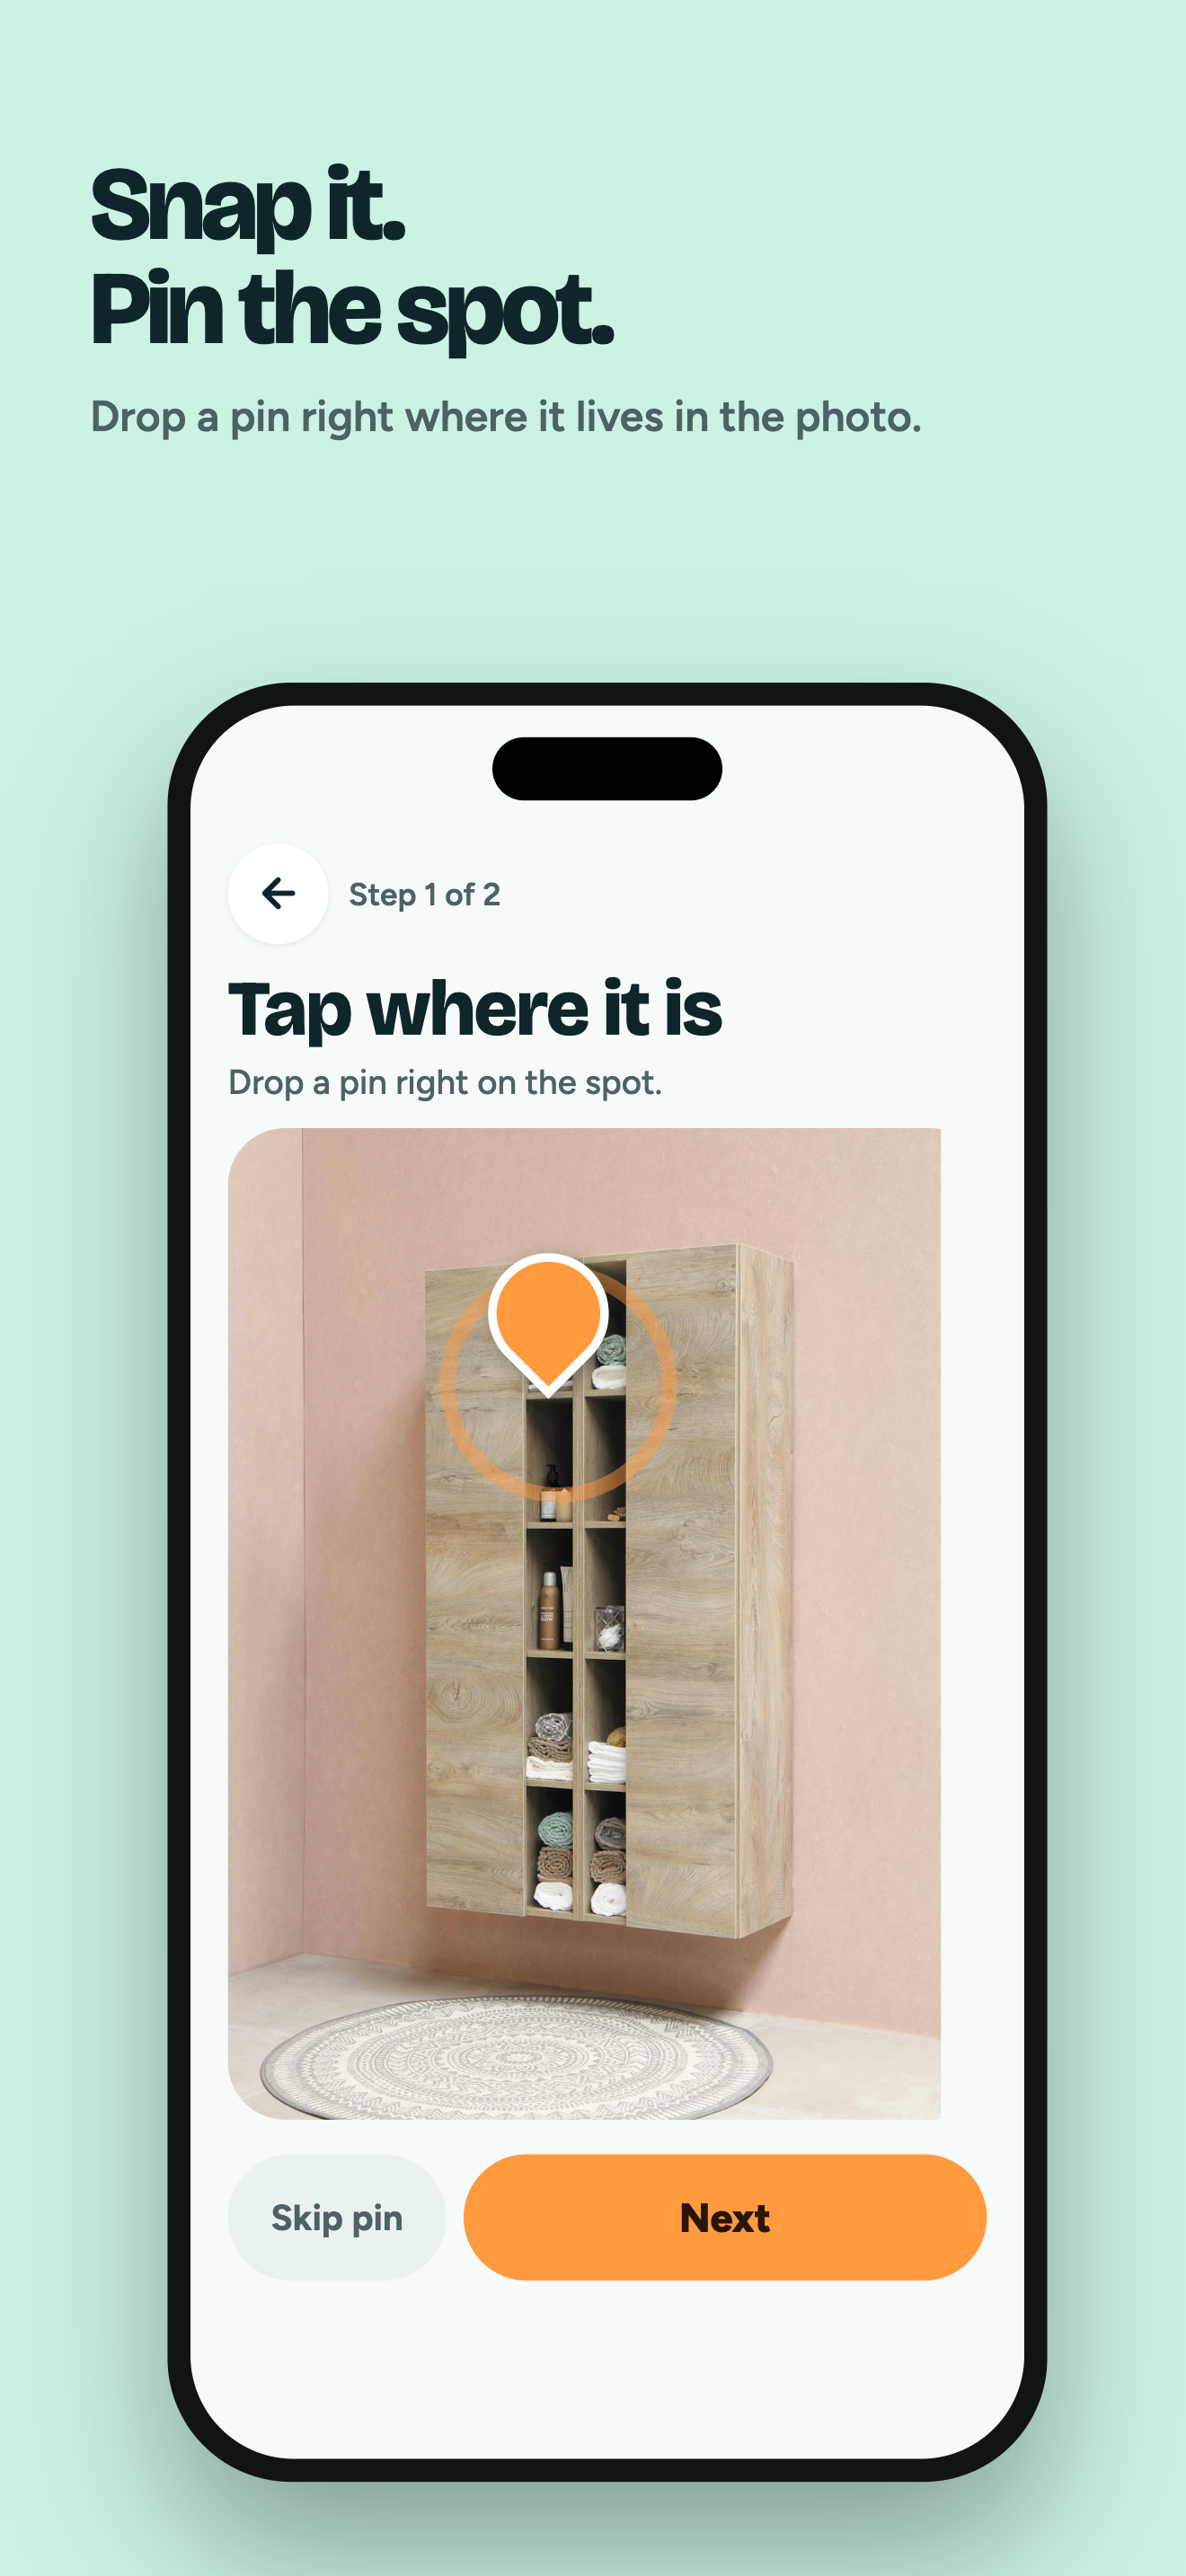 Snap it.
Pin the spot.
Drop a pin right where it lives in the photo.
Step 1 of 2
Tap where it is
Drop a pin right on the spot.
Skip pin
Next